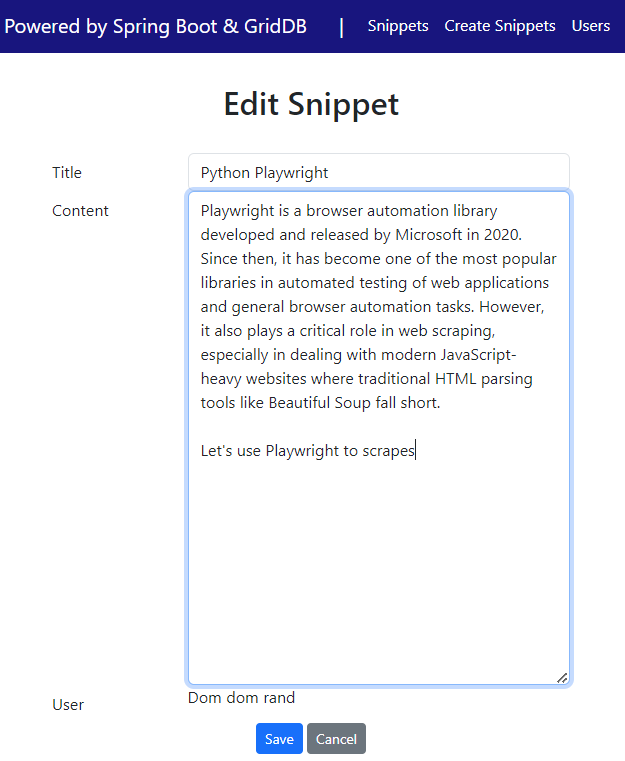 Powered by Spring Boot & GridDB | Snippets Create Snippets Users
Edit Snippet
Title Python Playwright
Content Playwright is a browser automation library
developed and released by Microsoft in 2020.
Since then, it has become one of the most popular
libraries in automated testing of web applications
and general browser automation tasks. However,
it also plays a critical role in web scraping,
especially in dealing with modern JavaScript-
heavy websites where traditional HTML parsing
tools like Beautiful Soup fall short.
Let's use Playwright to scrapes
User Dom dom rand
Save Cancel